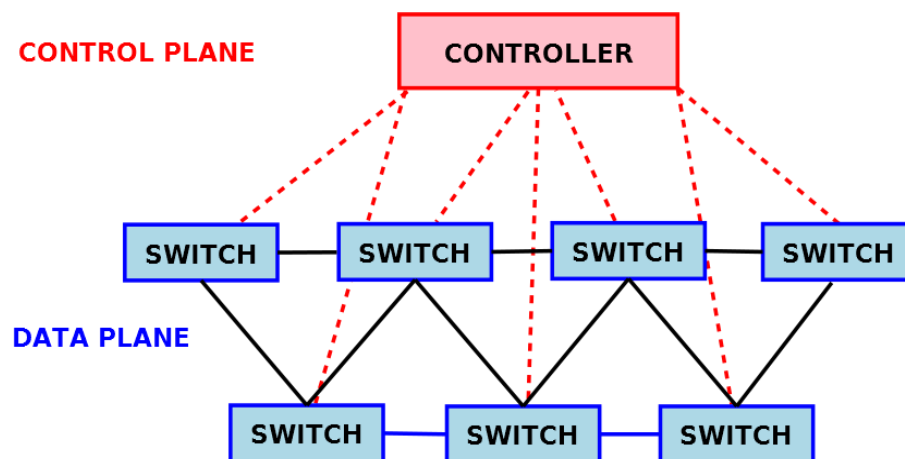 CONTROL PLANE
CONTROLLER
SWITCH
SWITCH
SWITCH
SWITCH
DATA PLANE
SWITCH
SWITCH
SWITCH